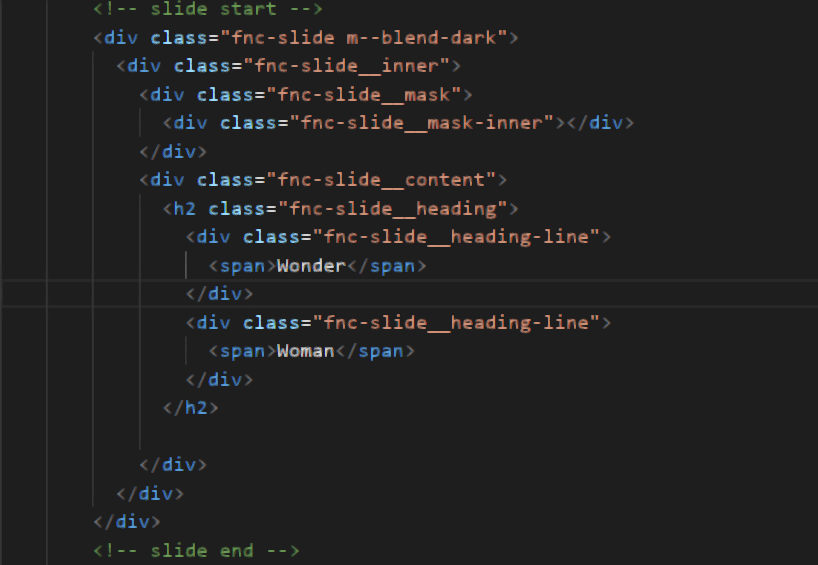 <!-- slide start -->
<div class="fnc-slide m--blend-dark">
<div class="fnc-slide__inner">
<div class="fnc-slide__mask">
<div class="fnc-slide__mask-inner"></div>
</div>
<div class="fnc-slide__content">
<h2 class="fnc-slide__heading">
<div class="fnc-slide__heading-line">
<span>Wonder</span>
</div>
<div class="fnc-slide__heading-line">
<span>Woman</span>
</div>
</h2>
</div>
</div>
</div>
<!-- slide end -->